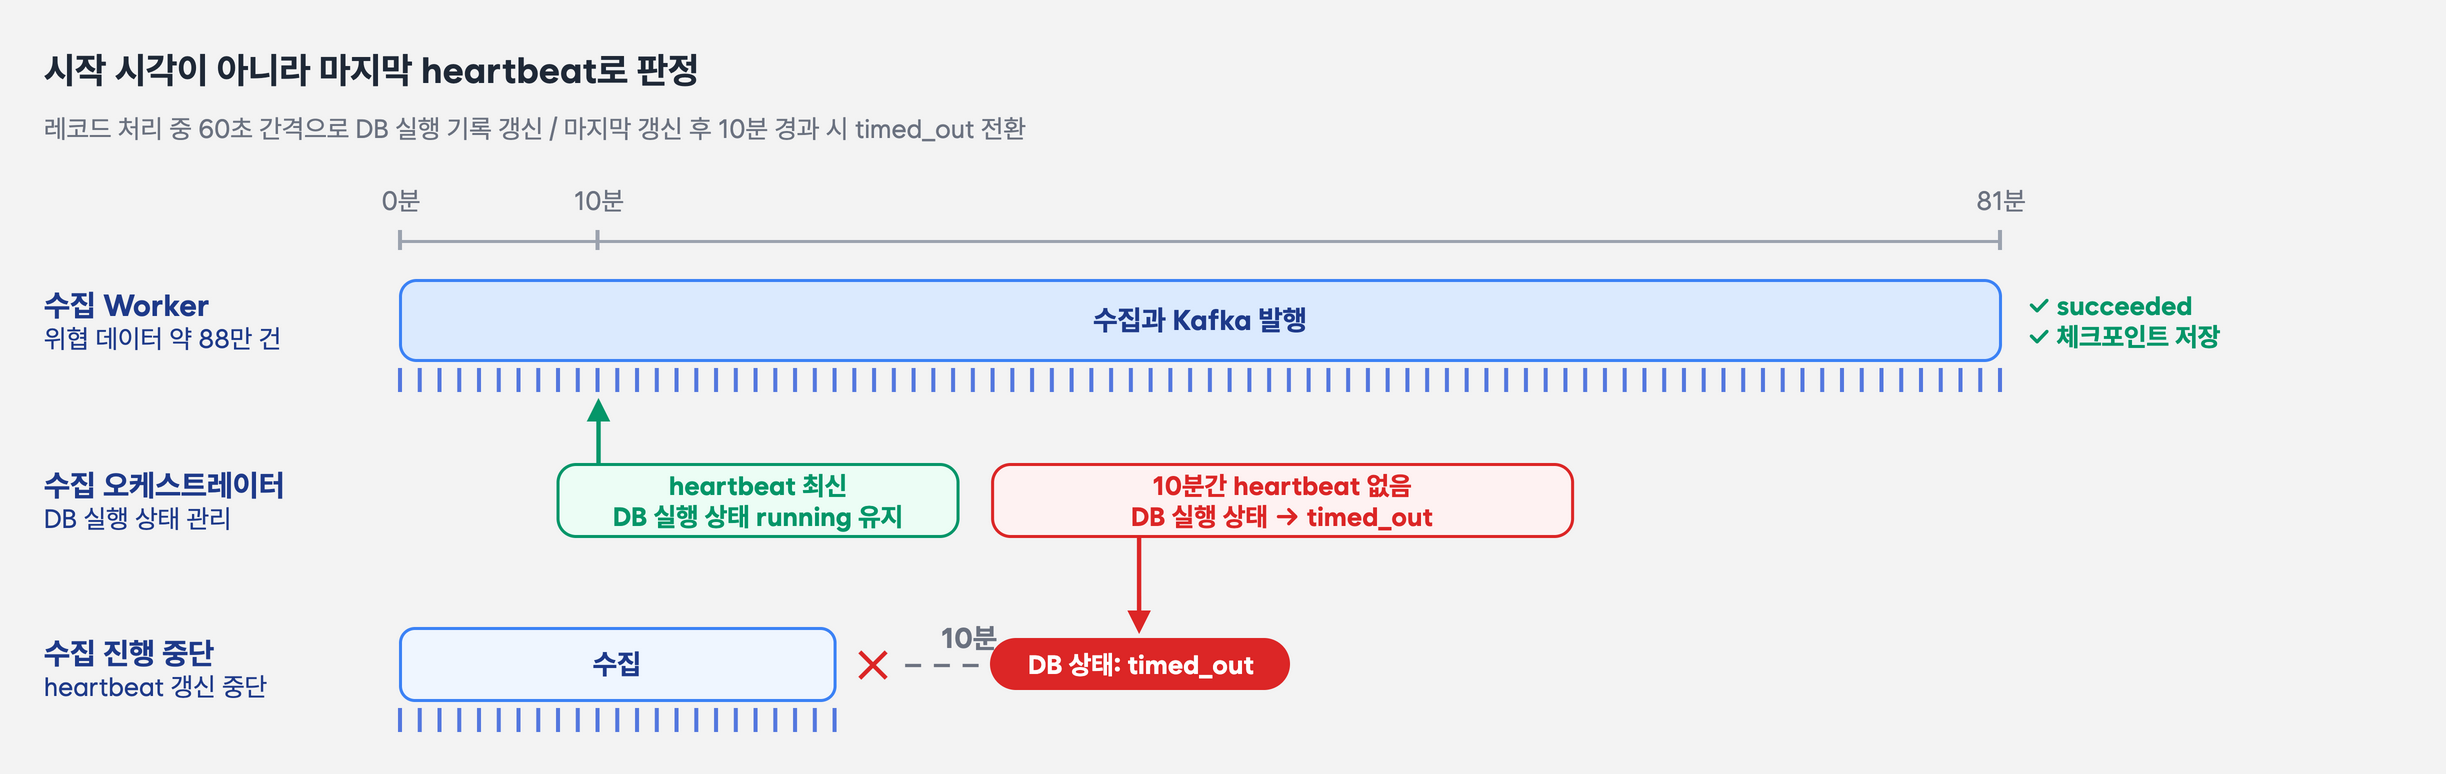 시작 시각이 아니라 마지막 heartbeat로 판정
레코드 처리 중 60초 간격으로 DB 실행 기록 갱신 / 마지막 갱신 후 10분 경과 시 timed_out 전환
0분
10분
81분
수집 Worker
위협 데이터 약 88만 건
수집과 Kafka 발행
✓ succeeded
✓ 체크포인트 저장
수집 오케스트레이터
DB 실행 상태 관리
heartbeat 최신
DB 실행 상태 running 유지
10분간 heartbeat 없음
DB 실행 상태 → timed_out
수집 진행 중단
heartbeat 갱신 중단
수집
10분
DB 상태: timed_out